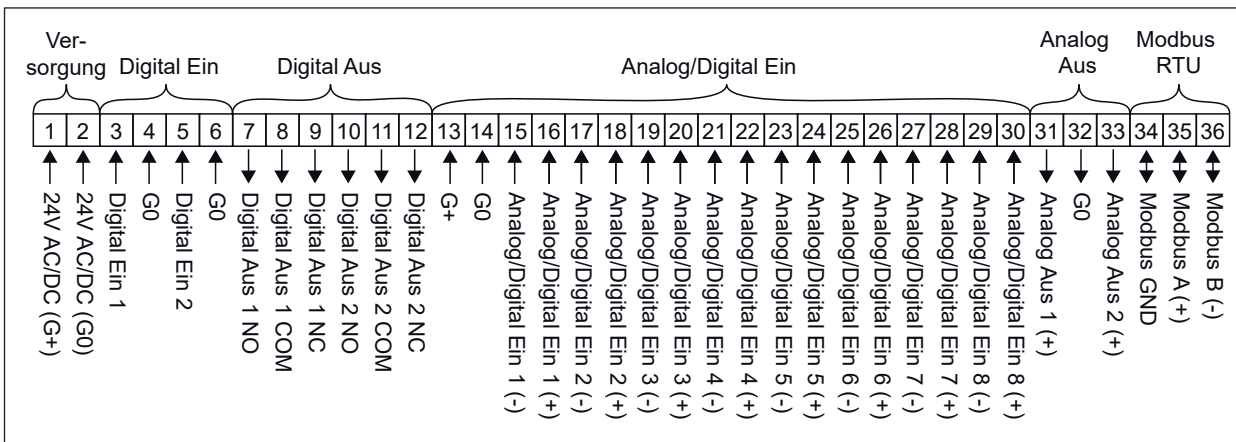 Ver-
sorgung
Digital Ein
Digital Aus
Analog/Digital Ein
Analog
Aus
Modbus
RTU
1 2 3 4 5 6 7 8 9 10 11 12 13 14 15 16 17 18 19 20 21 22 23 24 25 26 27 28 29 30 31 32 33 34 35 36
24V AC/DC (G+)
24V AC/DC (G0)
Digital Ein 1
G0
Digital Ein 2
G0
Digital Aus 1 NO
Digital Aus 1 COM
Digital Aus 1 NC
Digital Aus 2 NO
Digital Aus 2 COM
Digital Aus 2 NC
G+
G0
Analog/Digital Ein 1 (-)
Analog/Digital Ein 1 (+)
Analog/Digital Ein 2 (-)
Analog/Digital Ein 2 (+)
Analog/Digital Ein 3 (-)
Analog/Digital Ein 3 (+)
Analog/Digital Ein 4 (-)
Analog/Digital Ein 4 (+)
Analog/Digital Ein 5 (-)
Analog/Digital Ein 5 (+)
Analog/Digital Ein 6 (-)
Analog/Digital Ein 6 (+)
Analog/Digital Ein 7 (-)
Analog/Digital Ein 7 (+)
Analog/Digital Ein 8 (-)
Analog/Digital Ein 8 (+)
Analog Aus 1 (+)
G0
Analog Aus 2 (+)
Modbus GND
Modbus A (+)
Modbus B (-)